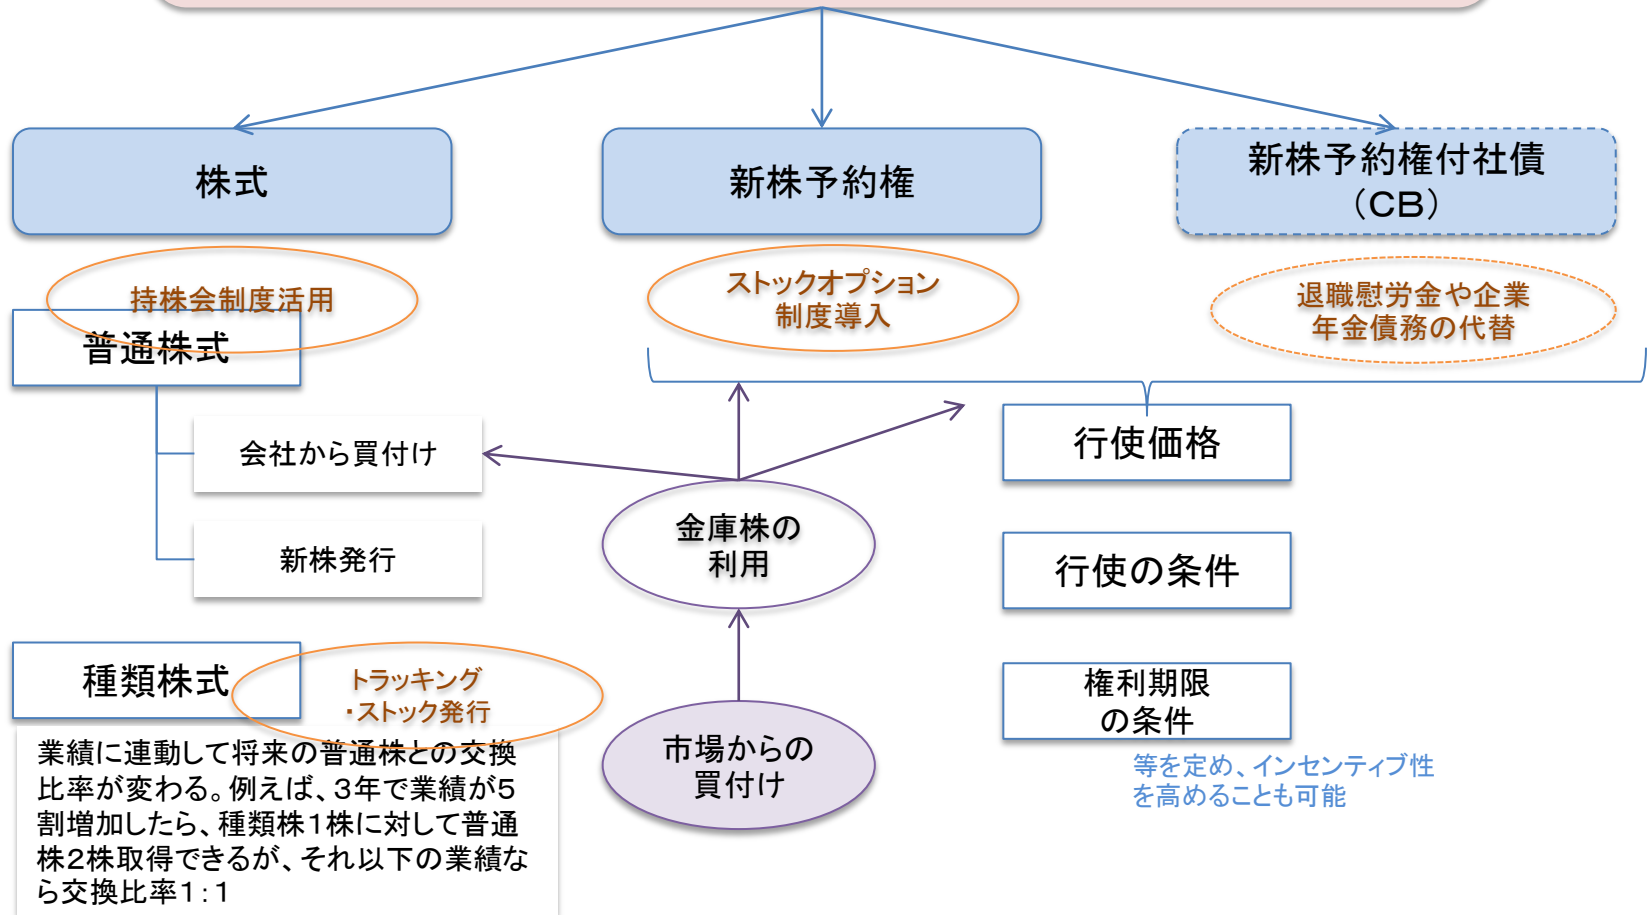 株式
新株予約権
新株予約権付社債
（ＣＢ）
持株会制度活用
ストックオプション
制度導入
退職慰労金や企業
年金債務の代替
普通株式
会社から買付け
新株発行
金庫株の
利用
行使価格
行使の条件
種類株式
トラッキング
・ストック発行
業績に連動して将来の普通株との交換
比率が変わる。例えば、３年で業績が５
割増加したら、種類株１株に対して普通
株２株取得できるが、それ以下の業績な
ら交換比率１：１
市場からの
買付け
権利期限
の条件
等を定め、インセンティブ性
を高めることも可能